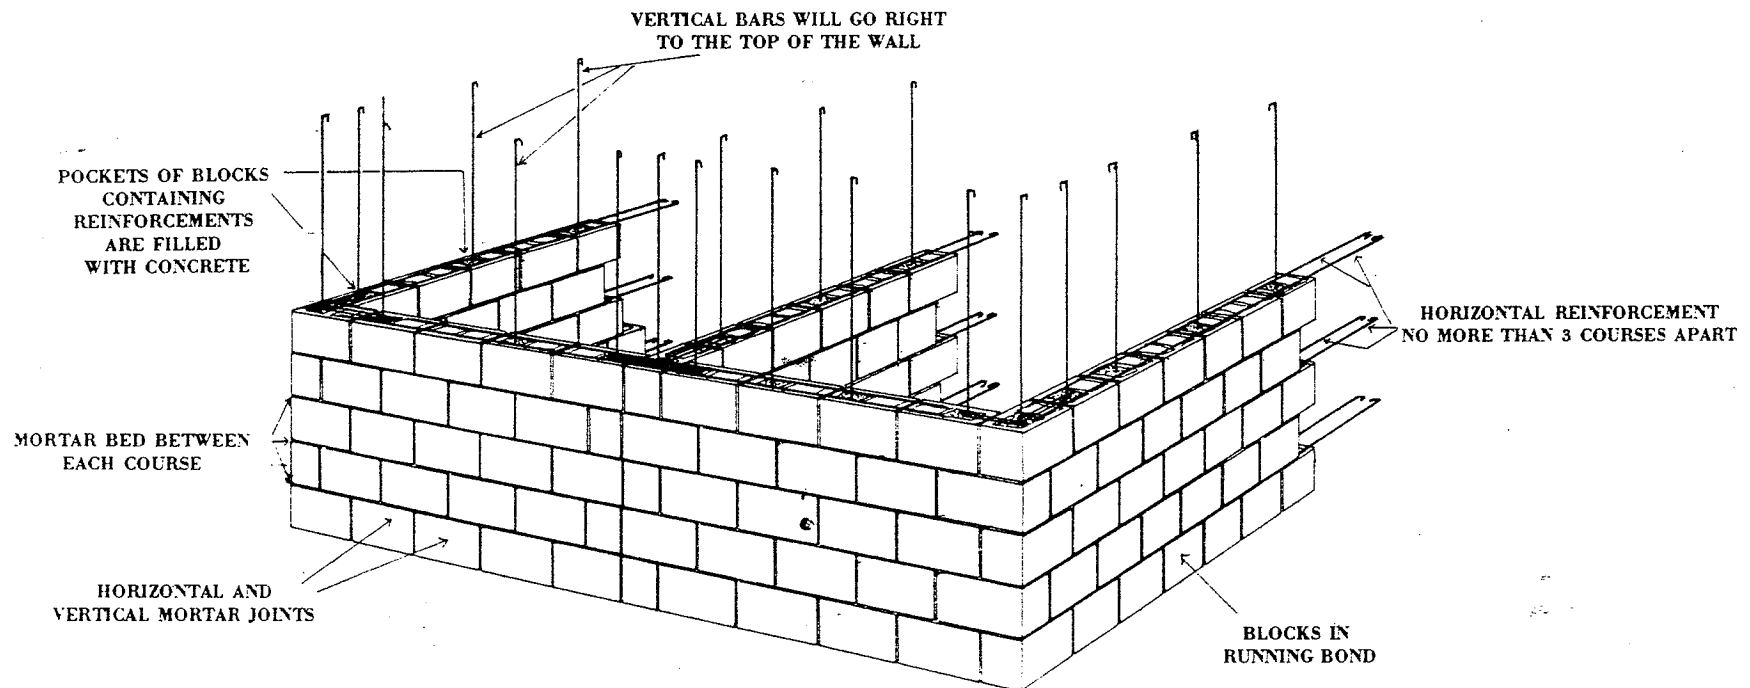 VERTICAL BARS WILL GO RIGHT
TO THE TOP OF THE WALL
POCKETS OF BLOCKS
CONTAINING
REINFORCEMENTS
ARE FILLED
WITH CONCRETE
HORIZONTAL REINFORCEMENT
NO MORE THAN 3 COURSES APART
MORTAR BED BETWEEN
EACH COURSE
HORIZONTAL AND
VERTICAL MORTAR JOINTS
BLOCKS IN
RUNNING BOND